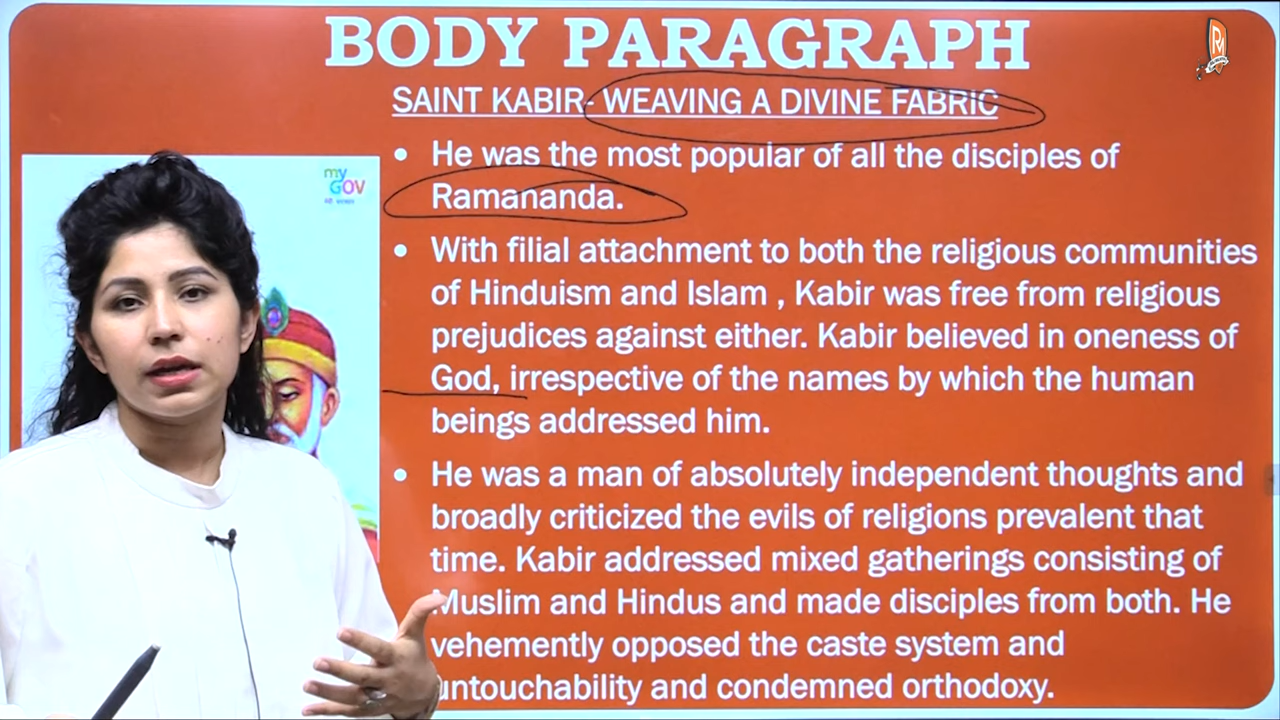 BODY PARAGRAPH
SAINT KABIR- WEAVING A DIVINE FABRIC
my
GOV
• He was the most popular of all the disciples of
Ramananda.
• With filial attachment to both the religious communities
of Hinduism and Islam , Kabir was free from religious
prejudices against either. Kabir believed in oneness of
God, irrespective of the names by which the human
beings addressed him.
• He was a man of absolutely independent thoughts and
broadly criticized the evils of religions prevalent that
time. Kabir addressed mixed gatherings consisting of
Muslim and Hindus and made disciples from both. He
vehemently opposed the caste system and
untouchability and condemned orthodoxy.